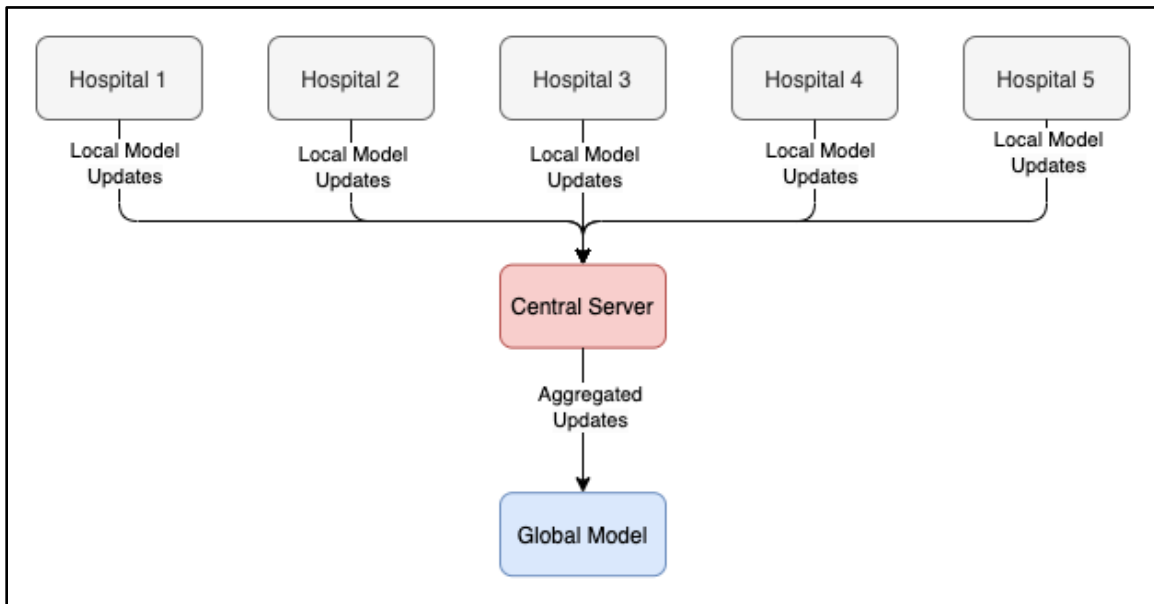 Hospital 1
Hospital 2
Hospital 3
Hospital 4
Hospital 5
Local Model
Updates
Local Model
Updates
Local Model
Updates
Local Model
Updates
Local Model
Updates
Central Server
Aggregated
Updates
Global Model